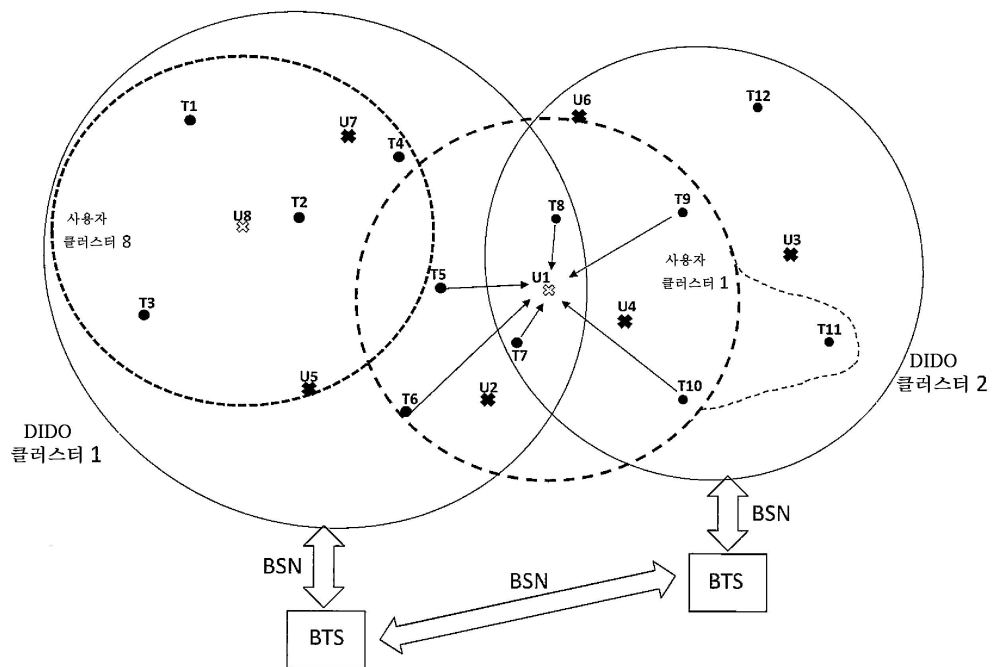 U6
T12
T1
U7
T4
T2
T8
T9
사용자
클러스터 8
U8
U3
사용자
클러스터 1
T5
U1
T3
U4
T7
T11
DIDO
클러스터 2
U5
T6
U2
T10
DIDO
클러스터 1
BSN
BSN
BSN
BTS
BTS